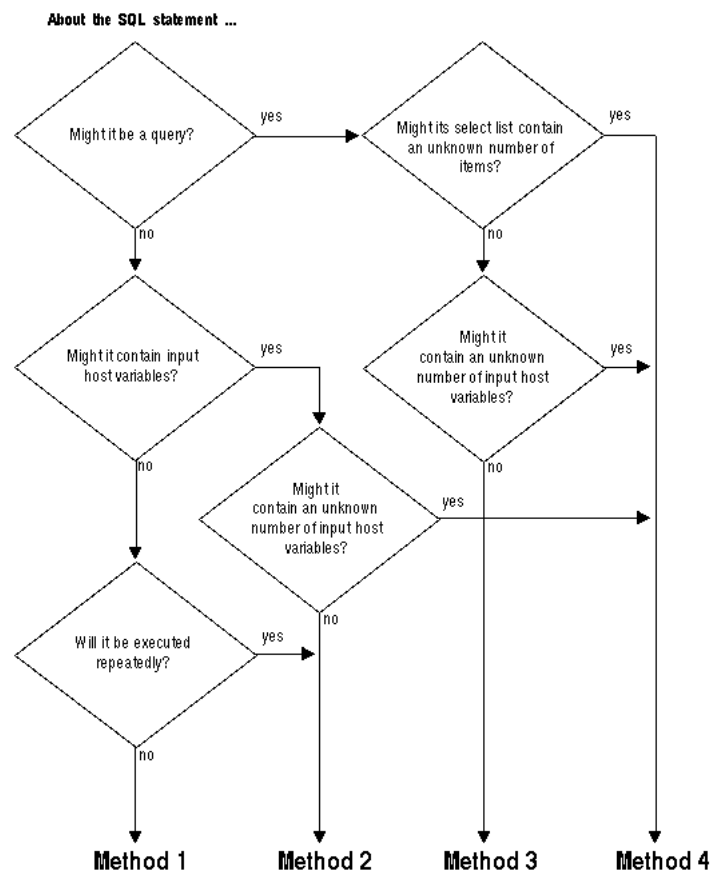 About the SQL statement ...
Might it be a query?
yes
no
Might its select list contain
an unknown number of
items?
yes
no
Might it contain input
host variables?
yes
no
Might it
contain an unknown
number of input host
variables?
yes
no
Might it
contain an unknown
number of input host
variables?
yes
no
Will it be executed
repeatedly?
yes
no
Method 1
Method 2
Method 3
Method 4